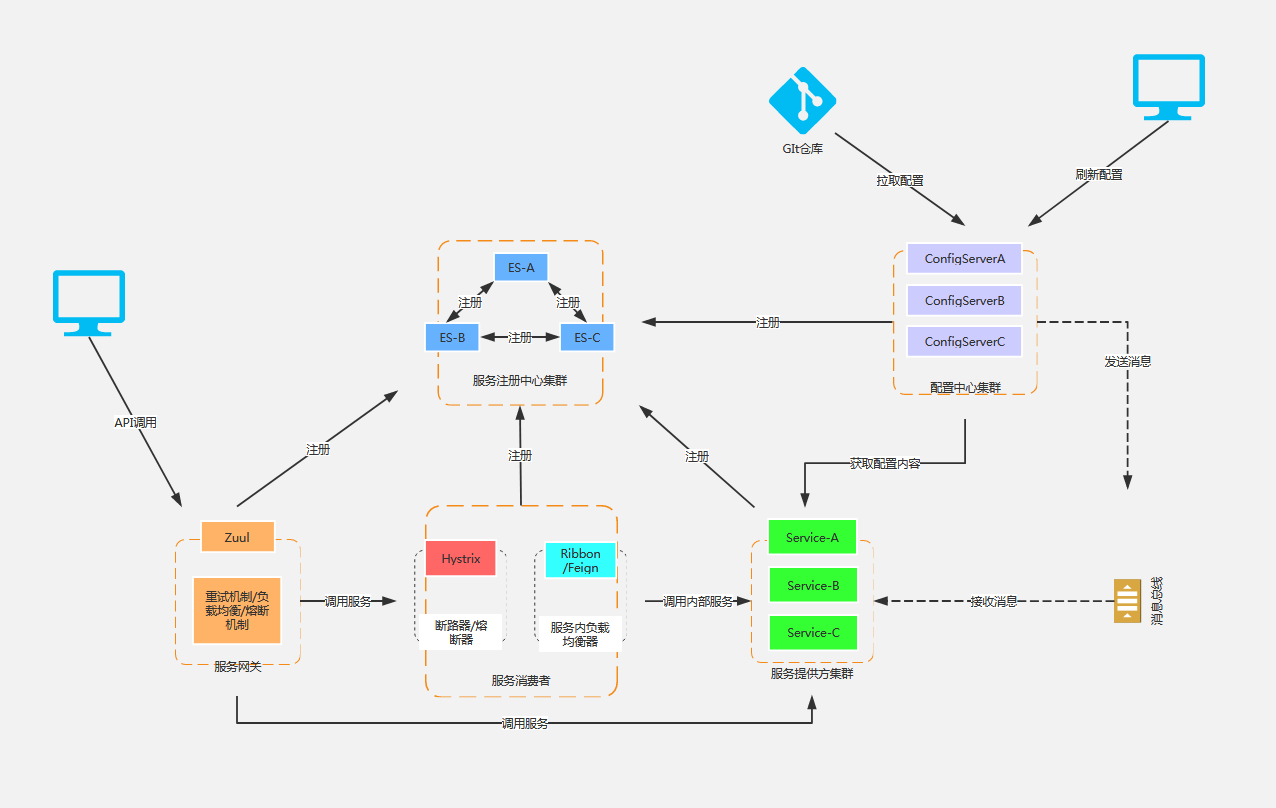 GIt仓库
拉取配置
刷新配置
ES-A
注册
注册
ES-B
注册
ES-C
服务注册中心集群
注册
ConfigServerA
ConfigServerB
ConfigServerC
配置中心集群
发送消息
API调用
注册
注册
注册
获取配置内容
Zuul
重试机制/负
载均衡/熔断
机制
服务网关
调用服务
Hystrix
断路器/熔
断器
Ribbon
/Feign
服务内负载
均衡器
服务消费者
调用内部服务
Service-A
Service-B
Service-C
服务提供方集群
接收消息
消息总线
调用服务